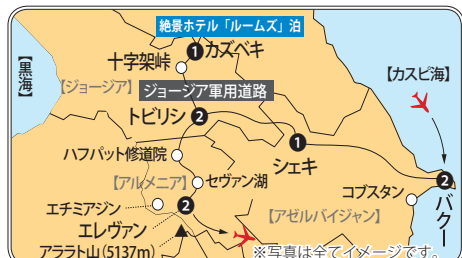 絶景ホテル「ルームズ」泊
❶カズベキ
十字架峠
【黒海】
【カスピ海】
【ジョージア】
ジョージア軍用道路
トビリシ❷
❶
シェキ
ハフパット修道院
【アルメニア】
セヴァン湖
❷
バクー
コブスタン
エチミアジン
❷
エレヴァン
【アゼルバイジャン】
アララト山(5137m)
※写真は全てイメージです。